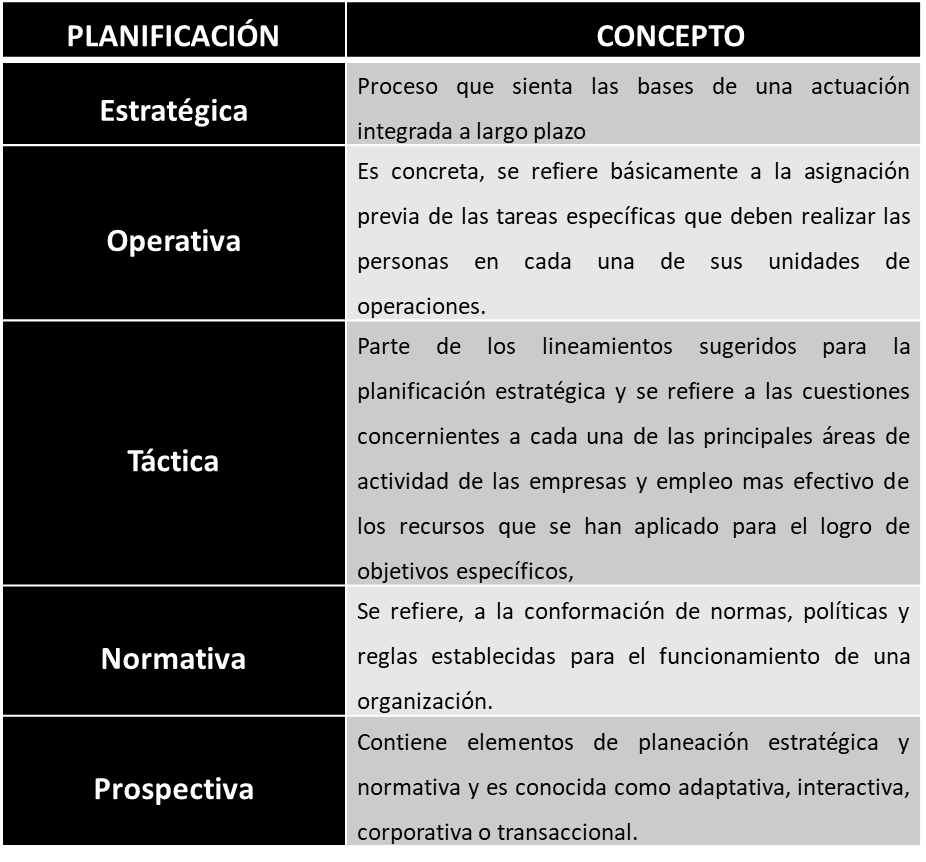 PLANIFICACIÓN
CONCEPTO
Estratégica
Proceso que sienta las bases de una actuación
integrada a largo plazo
Operativa
Es concreta, se refiere básicamente a la asignación
previa de las tareas específicas que deben realizar las
personas en cada una de sus unidades de
operaciones.
Táctica
Parte de los lineamientos sugeridos para la
planificación estratégica y se refiere a las cuestiones
concernientes a cada una de las principales áreas de
actividad de las empresas y empleo mas efectivo de
los recursos que se han aplicado para el logro de
objetivos específicos,
Normativa
Se refiere, a la conformación de normas, políticas y
reglas establecidas para el funcionamiento de una
organización.
Prospectiva
Contiene elementos de planeación estratégica y
normativa y es conocida como adaptativa, interactiva,
corporativa o transaccional.